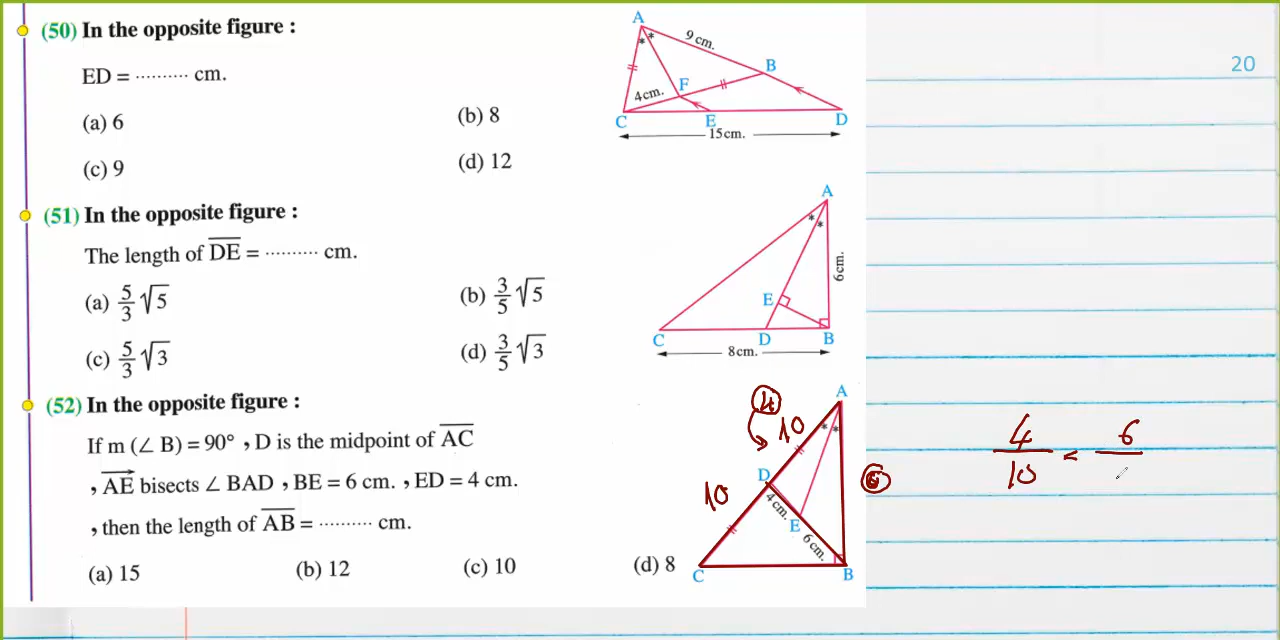 (50) In the opposite figure :
ED = .......... cm.
(a) 6
(b) 8
(c) 9
(d) 12
A
9 cm.
B
F
4cm.
C
E
D
15cm.
20
(51) In the opposite figure :
The length of DE = .......... cm.
(a) 5/3 √5
(b) 3/5 √5
(c) 5/3 √3
(d) 3/5 √3
A
6cm.
E
C
D
B
8cm.
(52) In the opposite figure :
If m (∠ B) = 90° , D is the midpoint of AC
, AE bisects ∠ BAD , BE = 6 cm. , ED = 4 cm.
, then the length of AB = .......... cm.
(a) 15
(b) 12
(c) 10
(d) 8
A
4
10
D
10
6
4cm.
E
6cm.
C
B
4/10 = 6/